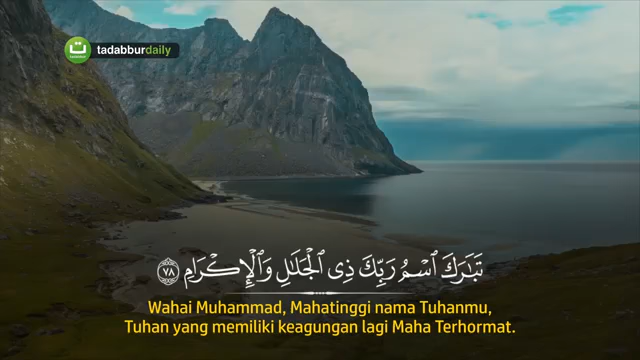 tadabburdaily
تَبَٰرَكَ ٱسْمُ رَبِّكَ ذِى ٱلْجَلَٰلِ وَٱلْإِكْرَامِ ٧٨
Wahai Muhammad, Mahatinggi nama Tuhanmu,
Tuhan yang memiliki keagungan lagi Maha Terhormat.